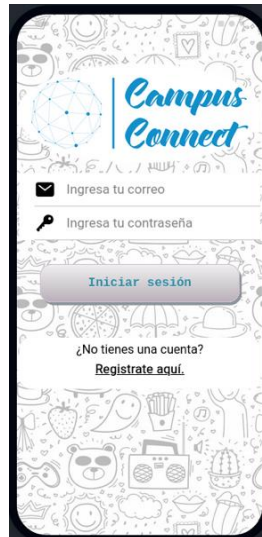 Campus
Connect
Ingresa tu correo
Ingresa tu contraseña
Iniciar sesión
¿No tienes una cuenta?
Registrate aquí.